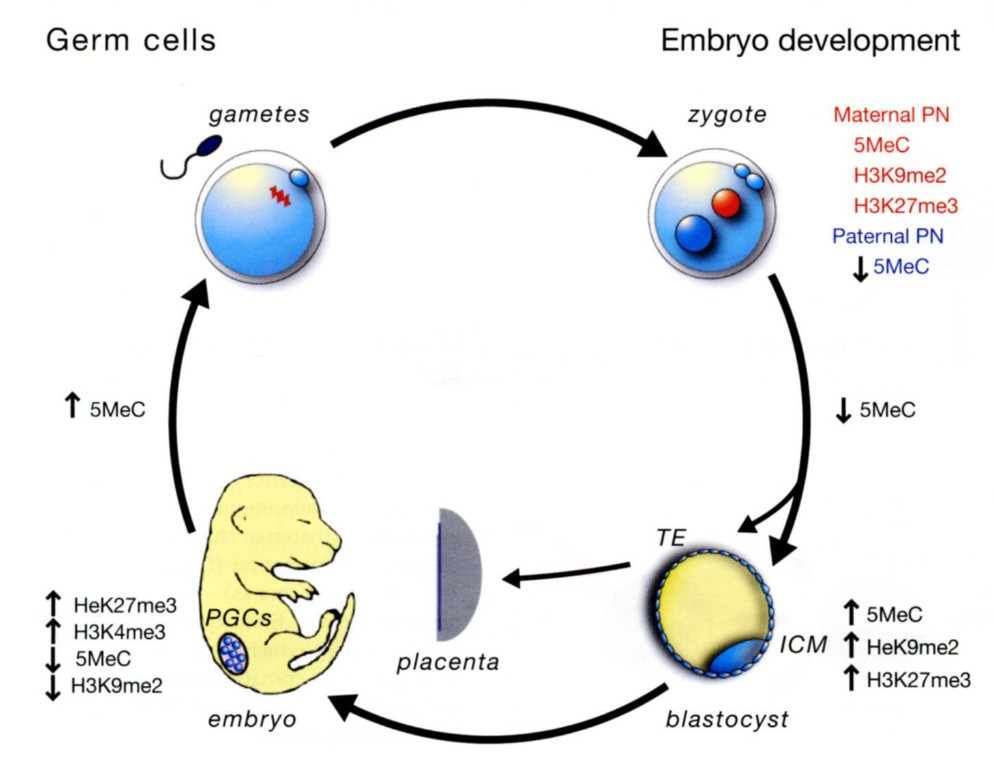 Germ cells
Embryo development
gametes
zygote
Maternal PN
5MeC
H3K9me2
H3K27me3
Paternal PN
↓ 5MeC
↑ 5MeC
↓ 5MeC
TE
ICM
↑ 5MeC
↑ HeK9me2
↑ H3K27me3
blastocyst
placenta
PGCs
↑ HeK27me3
↑ H3K4me3
↓ 5MeC
↓ H3K9me2
embryo